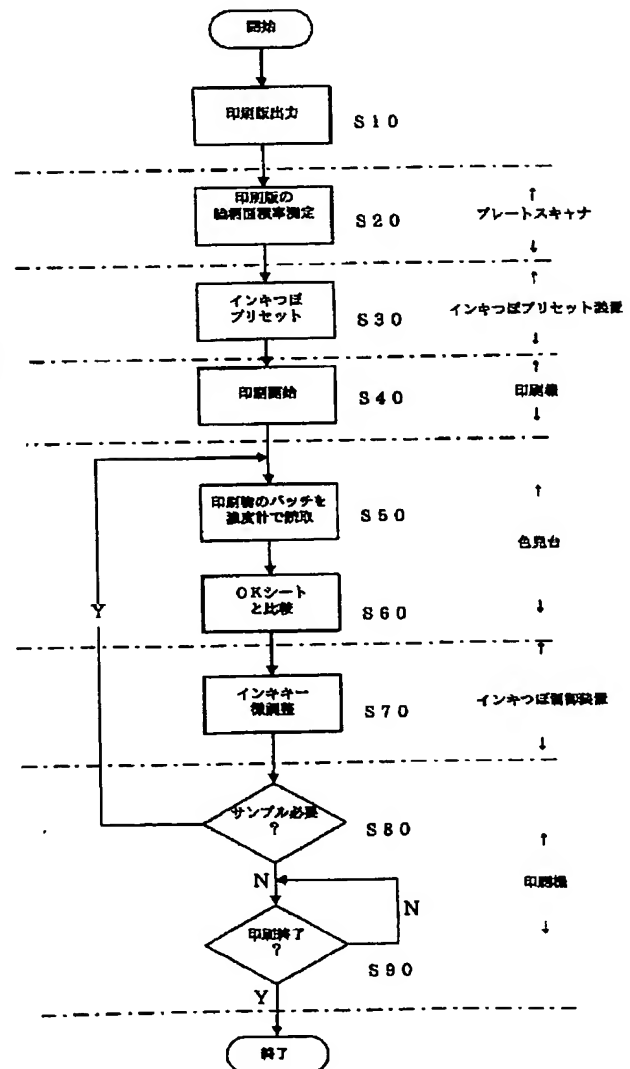 開始
印刷版出力
S10
印刷版の
絵柄面積率測定
S20
↑
プレートスキャナ
↓
インキつぼ
プリセット
S30
↑
インキつぼプリセット装置
↓
印刷開始
S40
↑
印刷機
↓
印刷物のパッチを
濃度計で読取
S50
↑
色見台
↓
OKシート
と比較
S60
Y
インキキー
微調整
S70
↑
インキつぼ制御装置
↓
サンプル必要
?
S80
N
↑
印刷機
↓
N
印刷終了
?
S90
Y
終了